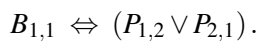 B₁,₁ ⇔ (P₁,₂ ∨ P₂,₁).